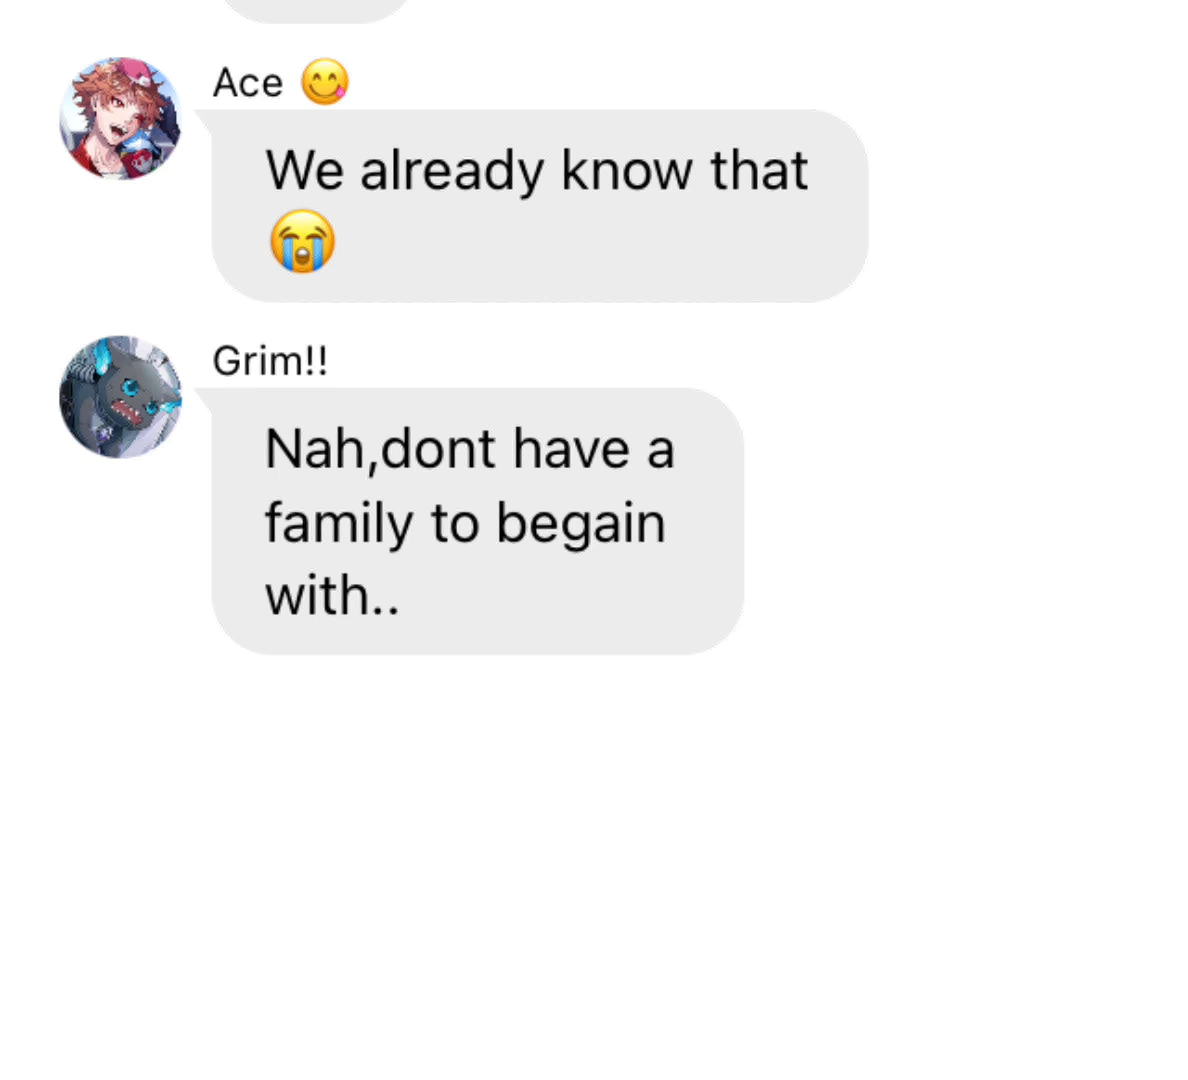 Ace 😋
We already know that
😭
Grim!!
Nah,dont have a
family to begain
with..